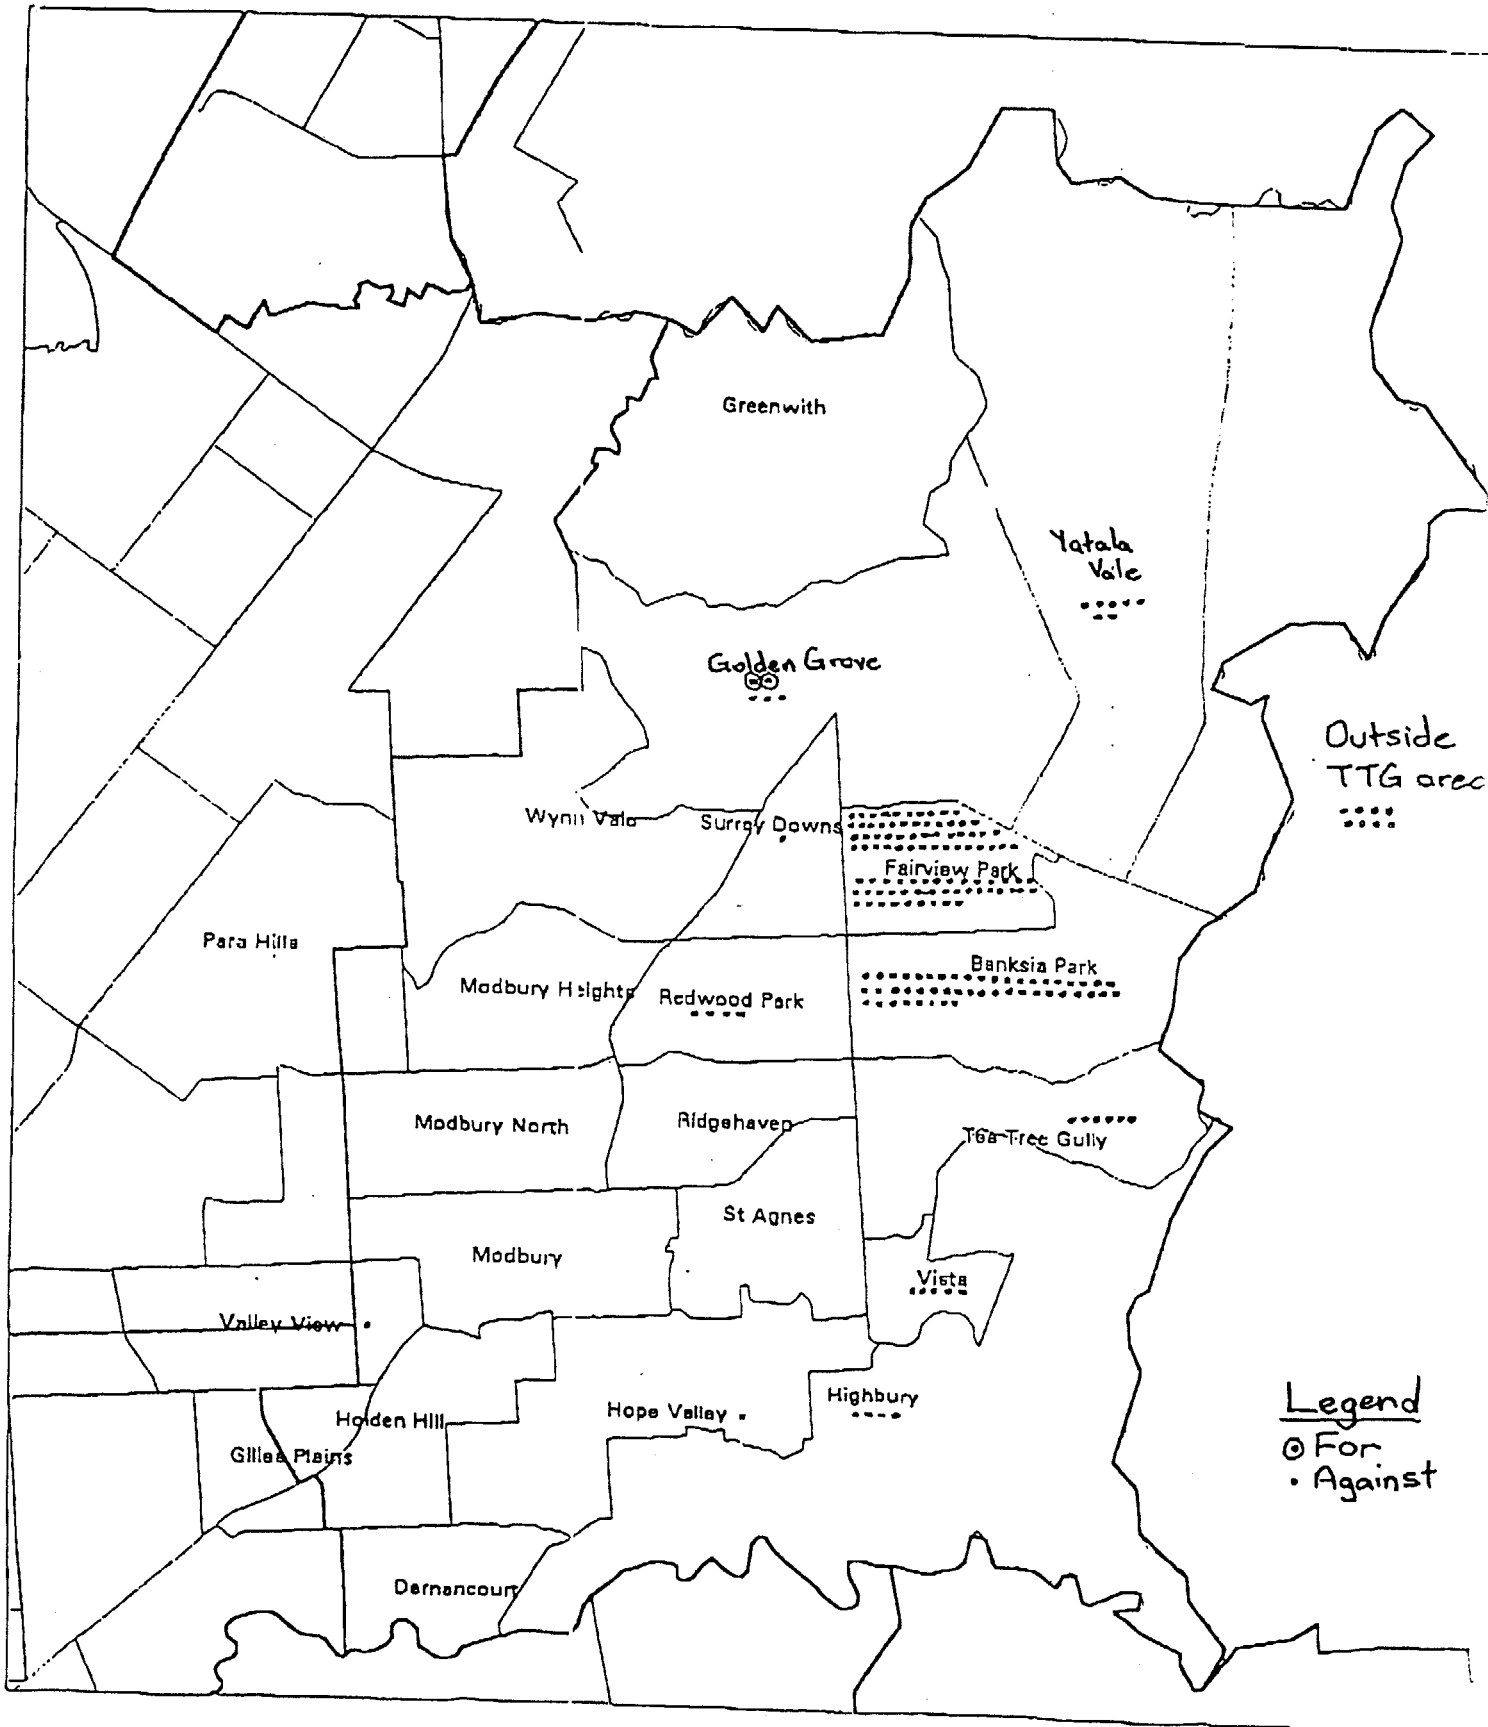 Greenwith
Yatala
Vale
Golden Grove
Outside
TTG area
Wynn Vale
Surrey Downs
Fairview Park
Para Hills
Banksia Park
Modbury Heights
Redwood Park
Modbury North
Ridgehaven
Tea Tree Gully
St Agnes
Modbury
Vista
Valley View
Highbury
Hope Valley
Holden Hill
Gilles Plains
Legend
For
Against
Dernancourt